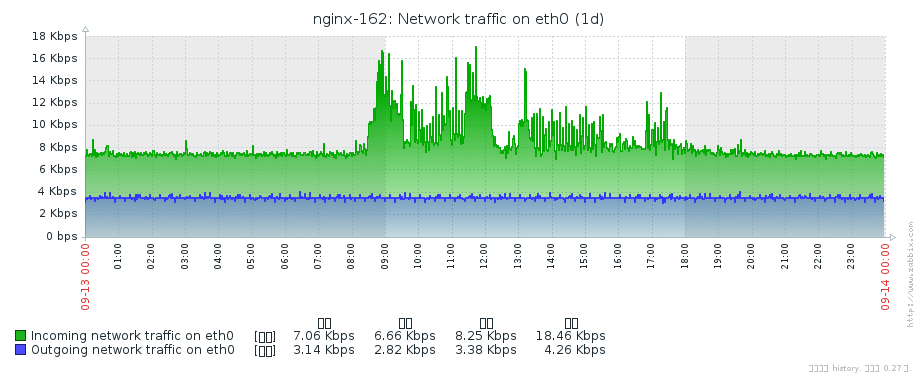 nginx-162: Network traffic on eth0 (1d)
18 Kbps
16 Kbps
14 Kbps
12 Kbps
10 Kbps
8 Kbps
6 Kbps
4 Kbps
2 Kbps
0 bps
09-13 00:00 01:00 02:00 03:00 04:00 05:00 06:00 07:00 08:00 09:00 10:00 11:00 12:00 13:00 14:00 15:00 16:00 17:00 18:00 19:00 20:00 21:00 22:00 23:00 09-14 00:00
http://www.zabbix.com
Incoming network traffic on eth0 7.06 Kbps 6.66 Kbps 8.25 Kbps 18.46 Kbps
Outgoing network traffic on eth0 3.14 Kbps 2.82 Kbps 3.38 Kbps 4.26 Kbps
history. 0.27